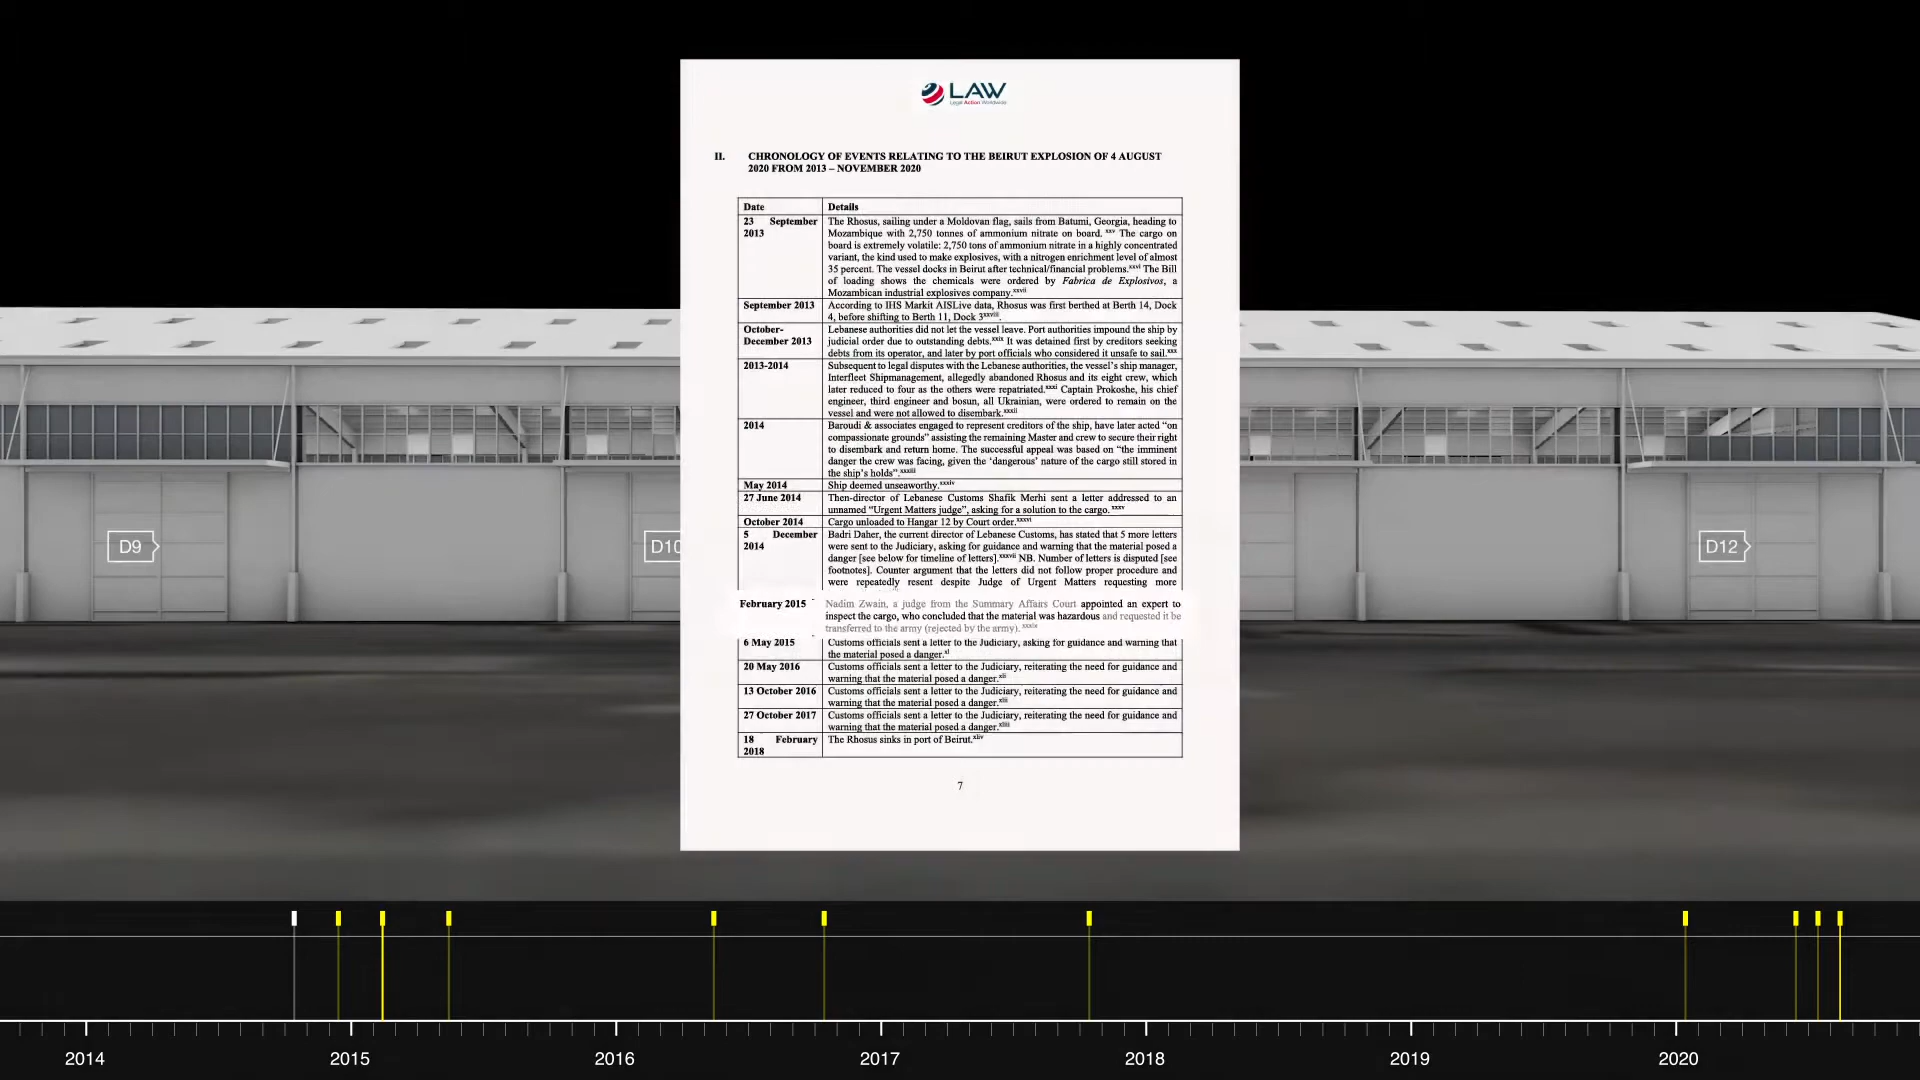 LAW
Legal Action Worldwide
II. CHRONOLOGY OF EVENTS RELATING TO THE BEIRUT EXPLOSION OF 4 AUGUST
2020 FROM 2013 – NOVEMBER 2020
Date Details
23 September The Rhosus, sailing under a Moldovan flag, sails from Batumi, Georgia, heading to
2013 Mozambique with 2,750 tonnes of ammonium nitrate on board. xxv The cargo on
board is extremely volatile: 2,750 tons of ammonium nitrate in a highly concentrated
variant, the kind used to make explosives, with a nitrogen enrichment level of almost
35 percent. The vessel docks in Beirut after technical/financial problems.xxvi The Bill
of loading shows the chemicals were ordered by Fabrica de Explosivos, a
Mozambican industrial explosives company.xxvii
September 2013 According to IHS Markit AISLive data, Rhosus was first berthed at Berth 14, Dock
4, before shifting to Berth 11, Dock 3xxviii.
October- Lebanese authorities did not let the vessel leave. Port authorities impound the ship by
December 2013 judicial order due to outstanding debts.xxix It was detained first by creditors seeking
debts from its operator, and later by port officials who considered it unsafe to sail.xxx
2013-2014 Subsequent to legal disputes with the Lebanese authorities, the vessel's ship manager,
Interfleet Shipmanagement, allegedly abandoned Rhosus and its eight crew, which
later reduced to four as the others were repatriated.xxxi Captain Prokoshe, his chief
engineer, third engineer and bosun, all Ukrainian, were ordered to remain on the
vessel and were not allowed to disembark.xxxii
2014 Baroudi & associates engaged to represent creditors of the ship, have later acted "on
compassionate grounds" assisting the remaining Master and crew to secure their right
to disembark and return home. The successful appeal was based on "the imminent
danger the crew was facing, given the 'dangerous' nature of the cargo still stored in
the ship's holds".xxxiii
May 2014 Ship deemed unseaworthy.xxxiv
27 June 2014 Then-director of Lebanese Customs Shafik Merhi sent a letter addressed to an
unnamed "Urgent Matters judge", asking for a solution to the cargo. xxxv
October 2014 Cargo unloaded to Hangar 12 by Court order.xxxvi
5 December Badri Daher, the current director of Lebanese Customs, has stated that 5 more letters
2014 were sent to the Judiciary, asking for guidance and warning that the material posed a
danger [see below for timeline of letters].xxxvii NB. Number of letters is disputed [see
footnotes]. Counter argument that the letters did not follow proper procedure and
were repeatedly resent despite Judge of Urgent Matters requesting more
February 2015 Nadim Zwain, a judge from the Summary Affairs Court appointed an expert to
inspect the cargo, who concluded that the material was hazardous and requested it be
transferred to the army (rejected by the army). xxxix
6 May 2015 Customs officials sent a letter to the Judiciary, asking for guidance and warning that
the material posed a danger.xl
20 May 2016 Customs officials sent a letter to the Judiciary, reiterating the need for guidance and
warning that the material posed a danger.xli
13 October 2016 Customs officials sent a letter to the Judiciary, reiterating the need for guidance and
warning that the material posed a danger.xlii
27 October 2017 Customs officials sent a letter to the Judiciary, reiterating the need for guidance and
warning that the material posed a danger.xliii
18 February The Rhosus sinks in port of Beirut.xliv
2018
7
D9
D10
D12
2014 2015 2016 2017 2018 2019 2020